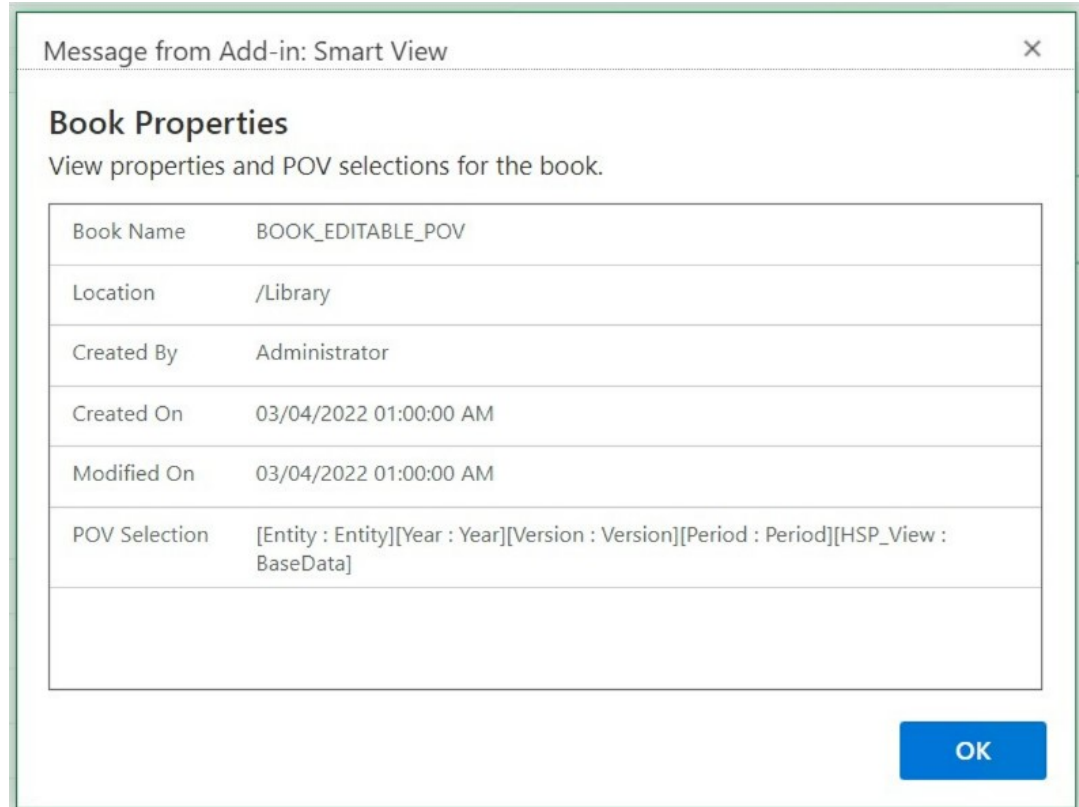 Message from Add-in: Smart View
Book Properties
View properties and POV selections for the book.
Book Name BOOK_EDITABLE_POV
Location /Library
Created By Administrator
Created On 03/04/2022 01:00:00 AM
Modified On 03/04/2022 01:00:00 AM
POV Selection [Entity : Entity][Year : Year][Version : Version][Period : Period][HSP_View :
BaseData]
OK